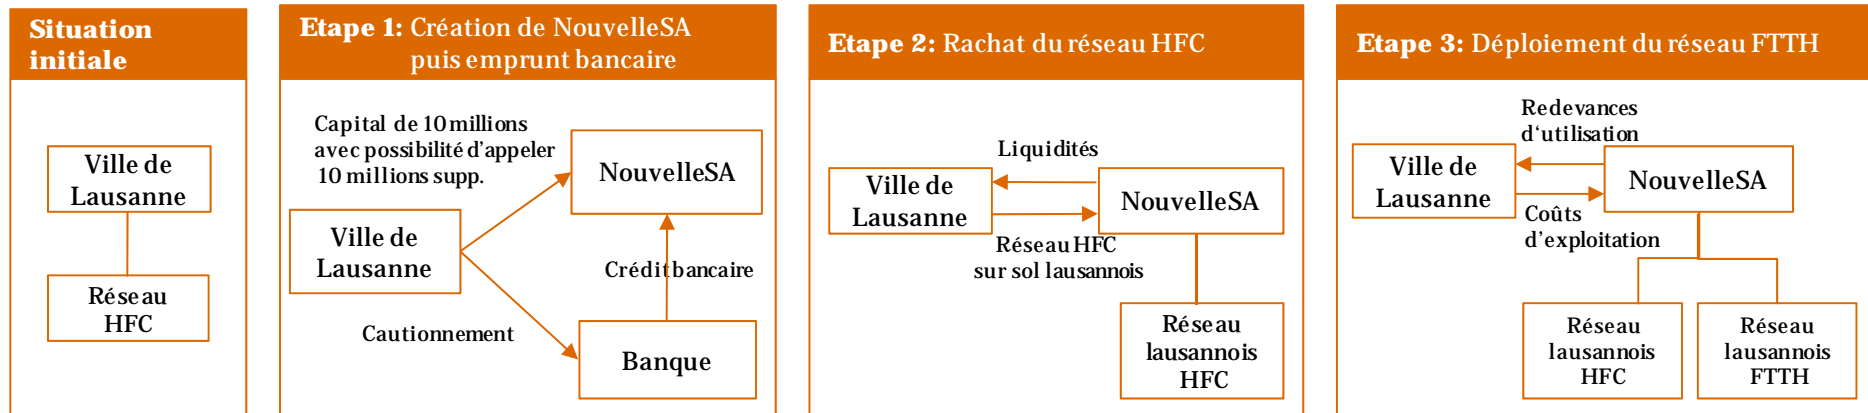 Situation
initiale
Ville de
Lausanne
Réseau
HFC
Etape 1: Création de NouvelleSA
puis emprunt bancaire
Capital de 10 millions
avec possibilité d'appeler
10 millions supp.
NouvelleSA
Ville de
Lausanne
Crédit bancaire
Cautionnement
Banque
Etape 2: Rachat du réseau HFC
Liquidités
Ville de
Lausanne
NouvelleSA
Réseau HFC
sur sol lausannois
Réseau
lausannois
HFC
Etape 3: Déploiement du réseau FTTH
Redevances
d'utilisation
Ville de
Lausanne
NouvelleSA
Coûts
d'exploitation
Réseau
lausannois
HFC
Réseau
lausannois
FTTH